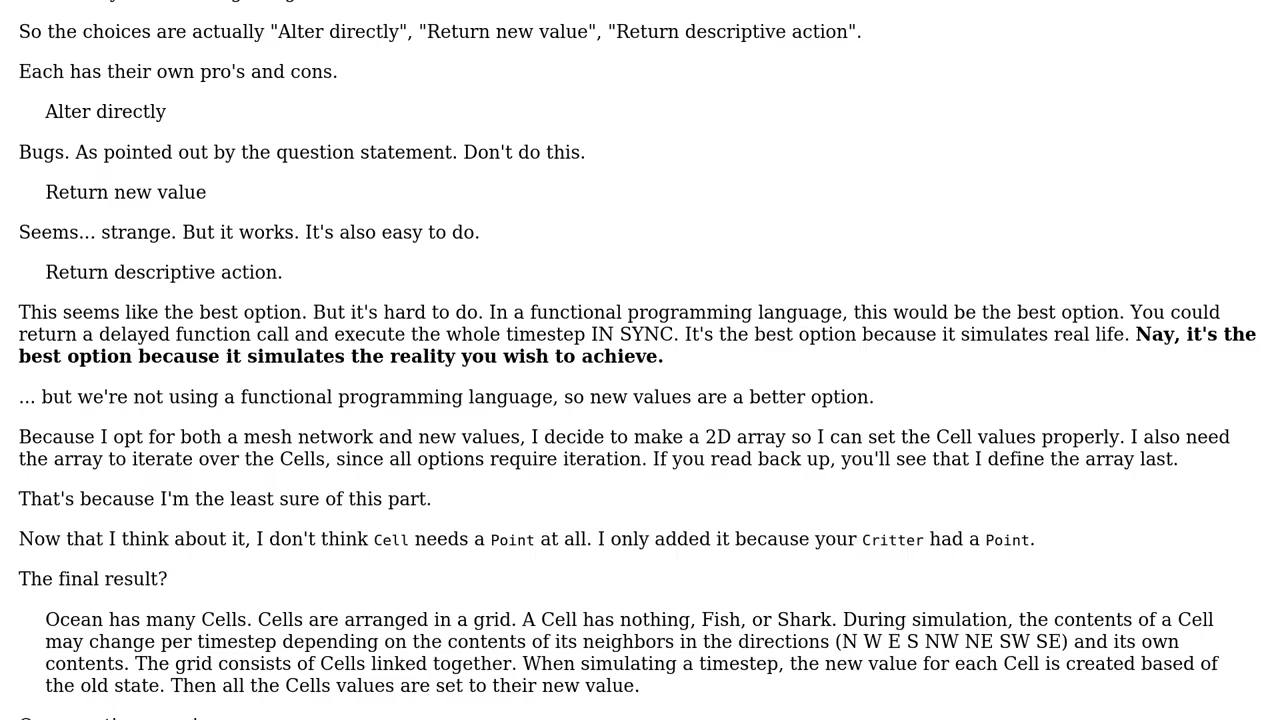 So the choices are actually "Alter directly", "Return new value", "Return descriptive action".
Each has their own pro's and cons.
Alter directly
Bugs. As pointed out by the question statement. Don't do this.
Return new value
Seems... strange. But it works. It's also easy to do.
Return descriptive action.
This seems like the best option. But it's hard to do. In a functional programming language, this would be the best option. You could
return a delayed function call and execute the whole timestep IN SYNC. It's the best option because it simulates real life. Nay, it's the
best option because it simulates the reality you wish to achieve.
... but we're not using a functional programming language, so new values are a better option.
Because I opt for both a mesh network and new values, I decide to make a 2D array so I can set the Cell values properly. I also need
the array to iterate over the Cells, since all options require iteration. If you read back up, you'll see that I define the array last.
That's because I'm the least sure of this part.
Now that I think about it, I don't think Cell needs a Point at all. I only added it because your Critter had a Point.
The final result?
Ocean has many Cells. Cells are arranged in a grid. A Cell has nothing, Fish, or Shark. During simulation, the contents of a Cell
may change per timestep depending on the contents of its neighbors in the directions (N W E S NW NE SW SE) and its own
contents. The grid consists of Cells linked together. When simulating a timestep, the new value for each Cell is created based of
the old state. Then all the Cells values are set to their new value.